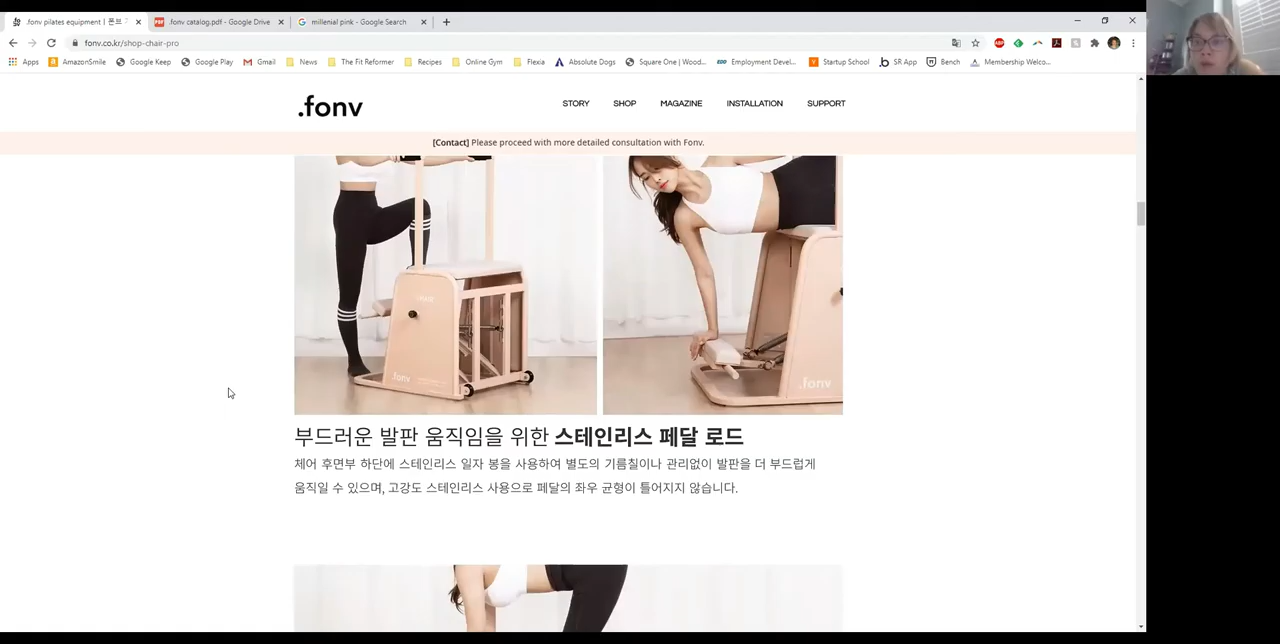 .fonv pilates equipment | 폰브
.fonv catalog.pdf - Google Drive
millenial pink - Google Search
fonv.co.kr/shop-chair-pro
Apps
AmazonSmile
Google Keep
Google Play
Gmail
News
The Fit Reformer
Recipes
Online Gym
Flexia
Absolute Dogs
Square One | Wood...
Employment Devel...
Startup School
SR App
Bench
Membership Welco...
.fonv
STORY
SHOP
MAGAZINE
INSTALLATION
SUPPORT
[Contact] Please proceed with more detailed consultation with Fonv.
.fonv
.fonv
부드러운 발판 움직임을 위한 스테인리스 페달 로드
체어 후면부 하단에 스테인리스 일자 봉을 사용하여 별도의 기름칠이나 관리없이 발판을 더 부드럽게
움직일 수 있으며, 고강도 스테인리스 사용으로 페달의 좌우 균형이 틀어지지 않습니다.